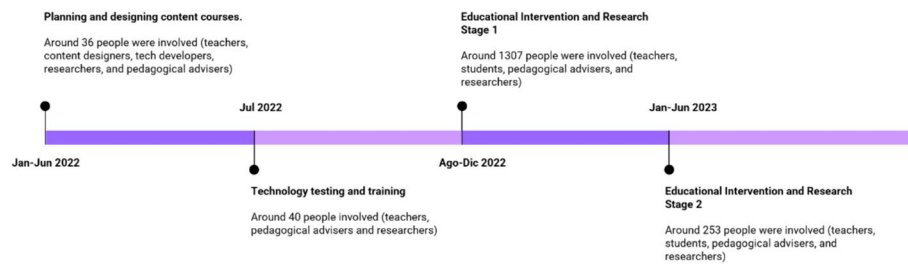 Planning and designing content courses.
Around 36 people were involved (teachers,
content designers, tech developers,
researchers, and pedagogical advisers)
Educational Intervention and Research
Stage 1
Around 1307 people were involved (teachers,
students, pedagogical advisers, and
researchers)
Jul 2022
Jan-Jun 2023
Jan-Jun 2022
Ago-Dic 2022
Technology testing and training
Around 40 people involved (teachers,
pedagogical advisers and researchers)
Educational Intervention and Research
Stage 2
Around 253 people were involved (teachers,
students, pedagogical advisers, and
researchers)